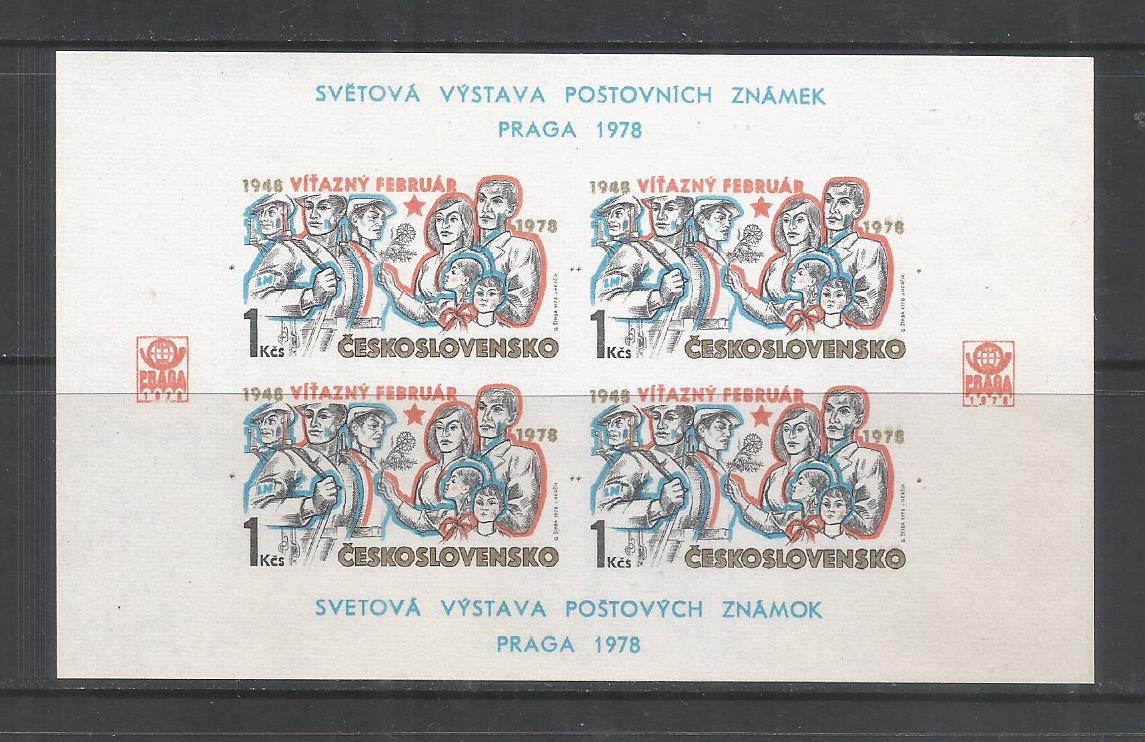 SVĚTOVÁ VÝSTAVA POŠTOVNÍCH ZNÁMEK
PRAGA 1978
1948 VÍŤAZNÝ FEBRUÁR
1978
1 Kčs
ČESKOSLOVENSKO
1948 VÍŤAZNÝ FEBRUÁR
1978
1 Kčs
ČESKOSLOVENSKO
PRAGA
1978
PRAGA
1978
1948 VÍŤAZNÝ FEBRUÁR
1978
1 Kčs
ČESKOSLOVENSKO
1948 VÍŤAZNÝ FEBRUÁR
1978
1 Kčs
ČESKOSLOVENSKO
SVETOVÁ VÝSTAVA POŠTOVÝCH ZNÁMOK
PRAGA 1978